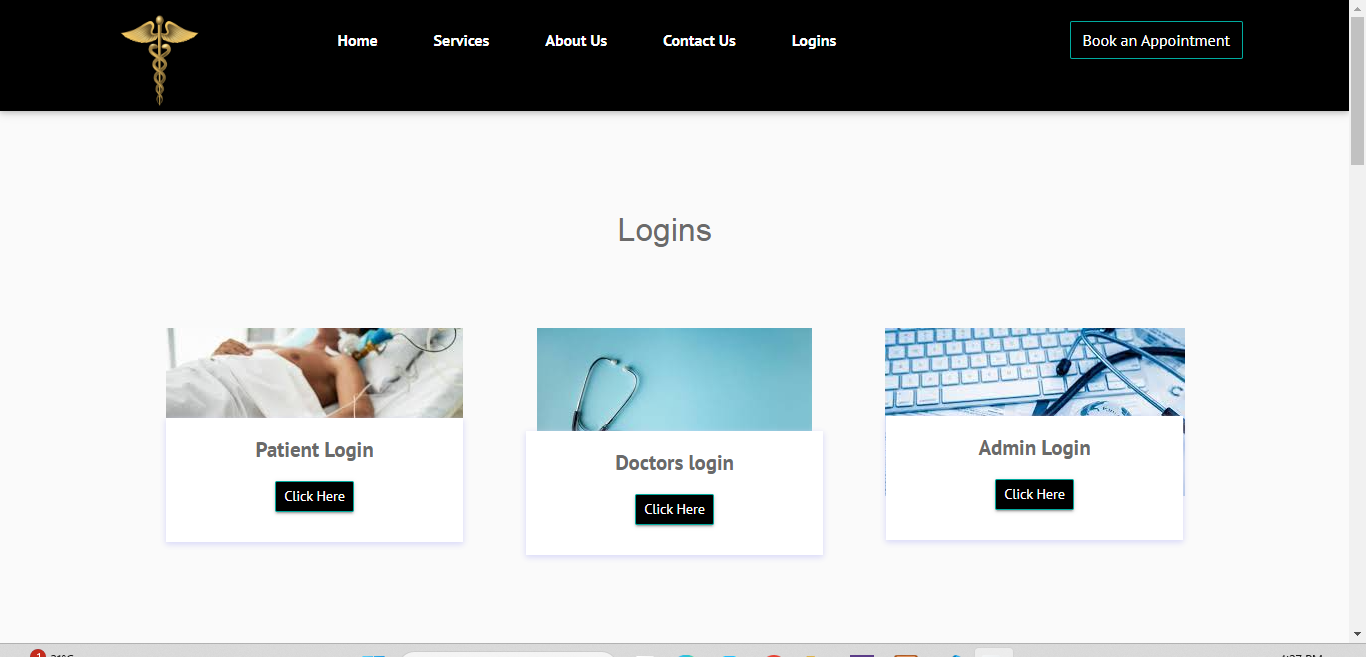 Home Services About Us Contact Us Logins Book an Appointment
Logins
Patient Login
Click Here
Doctors login
Click Here
Admin Login
Click Here